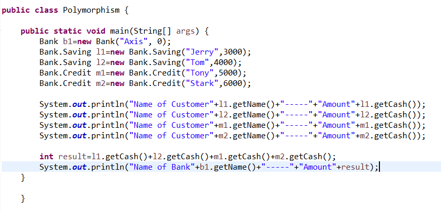 public class Polymorphism {
public static void main(String[] args) {
Bank b1=new Bank("Axis", 0);
Bank.Saving l1=new Bank.Saving("Jerry",3000);
Bank.Saving l2=new Bank.Saving("Tom",4000);
Bank.Credit m1=new Bank.Credit("Tony",5000);
Bank.Credit m2=new Bank.Credit("Stark",6000);
System.out.println("Name of Customer"+l1.getName()+"-----"+"Amount"+l1.getCash());
System.out.println("Name of Customer"+l2.getName()+"-----"+"Amount"+l2.getCash());
System.out.println("Name of Customer"+m1.getName()+"-----"+"Amount"+m1.getCash());
System.out.println("Name of Customer"+m2.getName()+"-----"+"Amount"+m2.getCash());
int result=l1.getCash()+l2.getCash()+m1.getCash()+m2.getCash();
System.out.println("Name of Bank"+b1.getName()+"-----"+"Amount"+result);
}
}